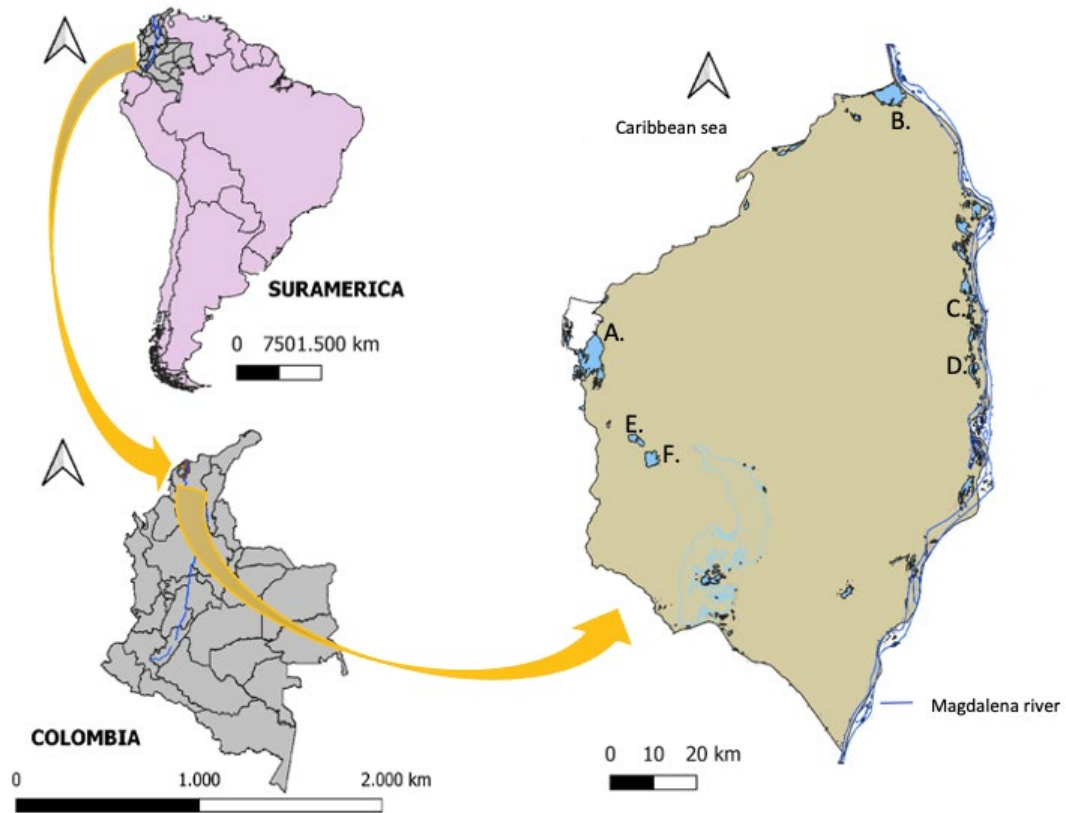 SURAMERICA
0 7501.500 km
COLOMBIA
0 1.000 2.000 km
Caribbean sea
B.
A.
C.
D.
E.
F.
Magdalena river
0 10 20 km